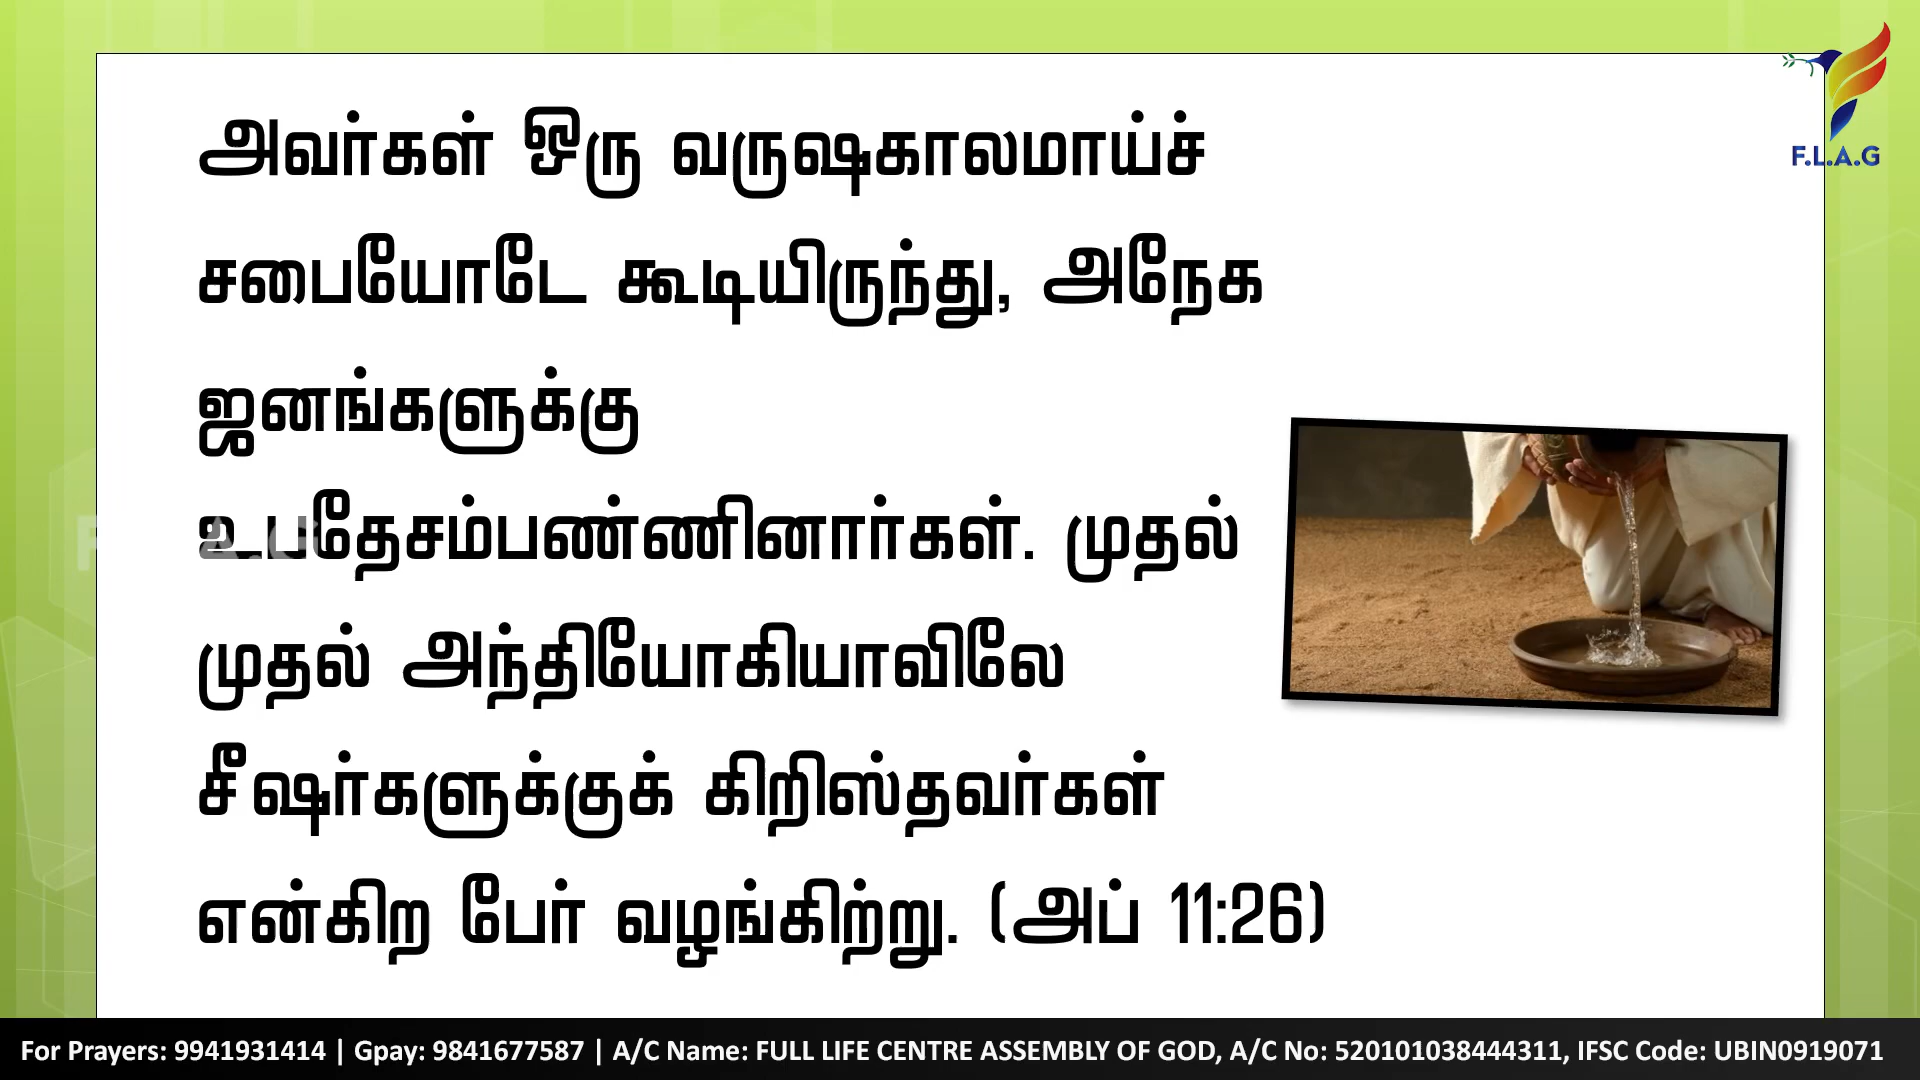 F.L.A.G
அவர்கள் ஒரு வருஷகாலமாய்ச்
சபையோடே கூடியிருந்து, அநேக
ஜனங்களுக்கு
உபதேசம்பண்ணினார்கள். முதல்
முதல் அந்தியோகியாவிலே
சீஷர்களுக்குக் கிறிஸ்தவர்கள்
என்கிற பேர் வழங்கிற்று. (அப் 11:26)
F.L.A.G
For Prayers: 9941931414 | Gpay: 9841677587 | A/C Name: FULL LIFE CENTRE ASSEMBLY OF GOD, A/C No: 520101038444311, IFSC Code: UBIN0919071